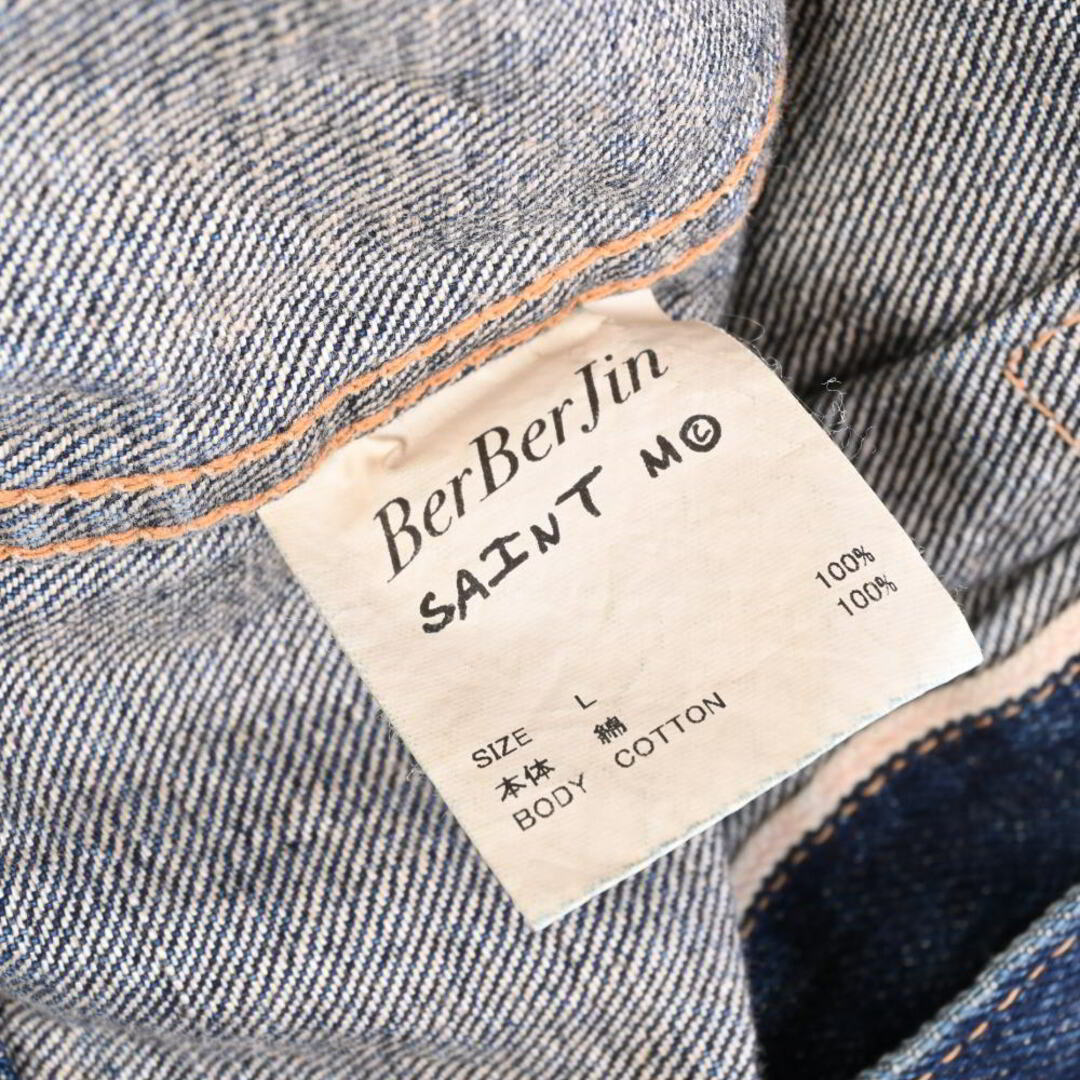 BerBerJin
SAINT M©
SIZE L
本体 綿 100%
BODY COTTON 100%